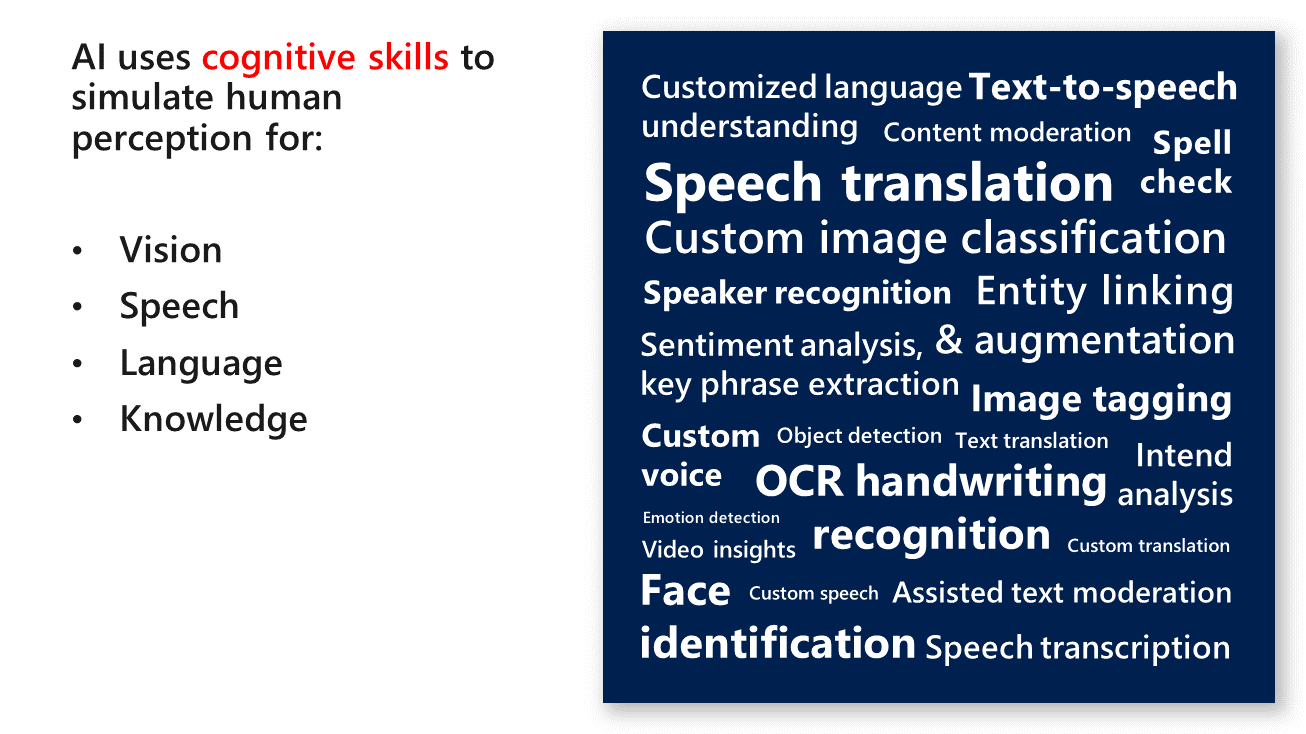 AI uses cognitive skills to
simulate human
perception for:
• Vision
• Speech
• Language
• Knowledge
Customized language
understanding
Text-to-speech
Content moderation
Spell
check
Speech translation
Custom image classification
Speaker recognition
Entity linking
& augmentation
Sentiment analysis,
key phrase extraction
Image tagging
Custom
voice
Object detection
Text translation
Intend
analysis
OCR handwriting
recognition
Emotion detection
Video insights
Custom translation
Face
identification
Custom speech
Assisted text moderation
Speech transcription